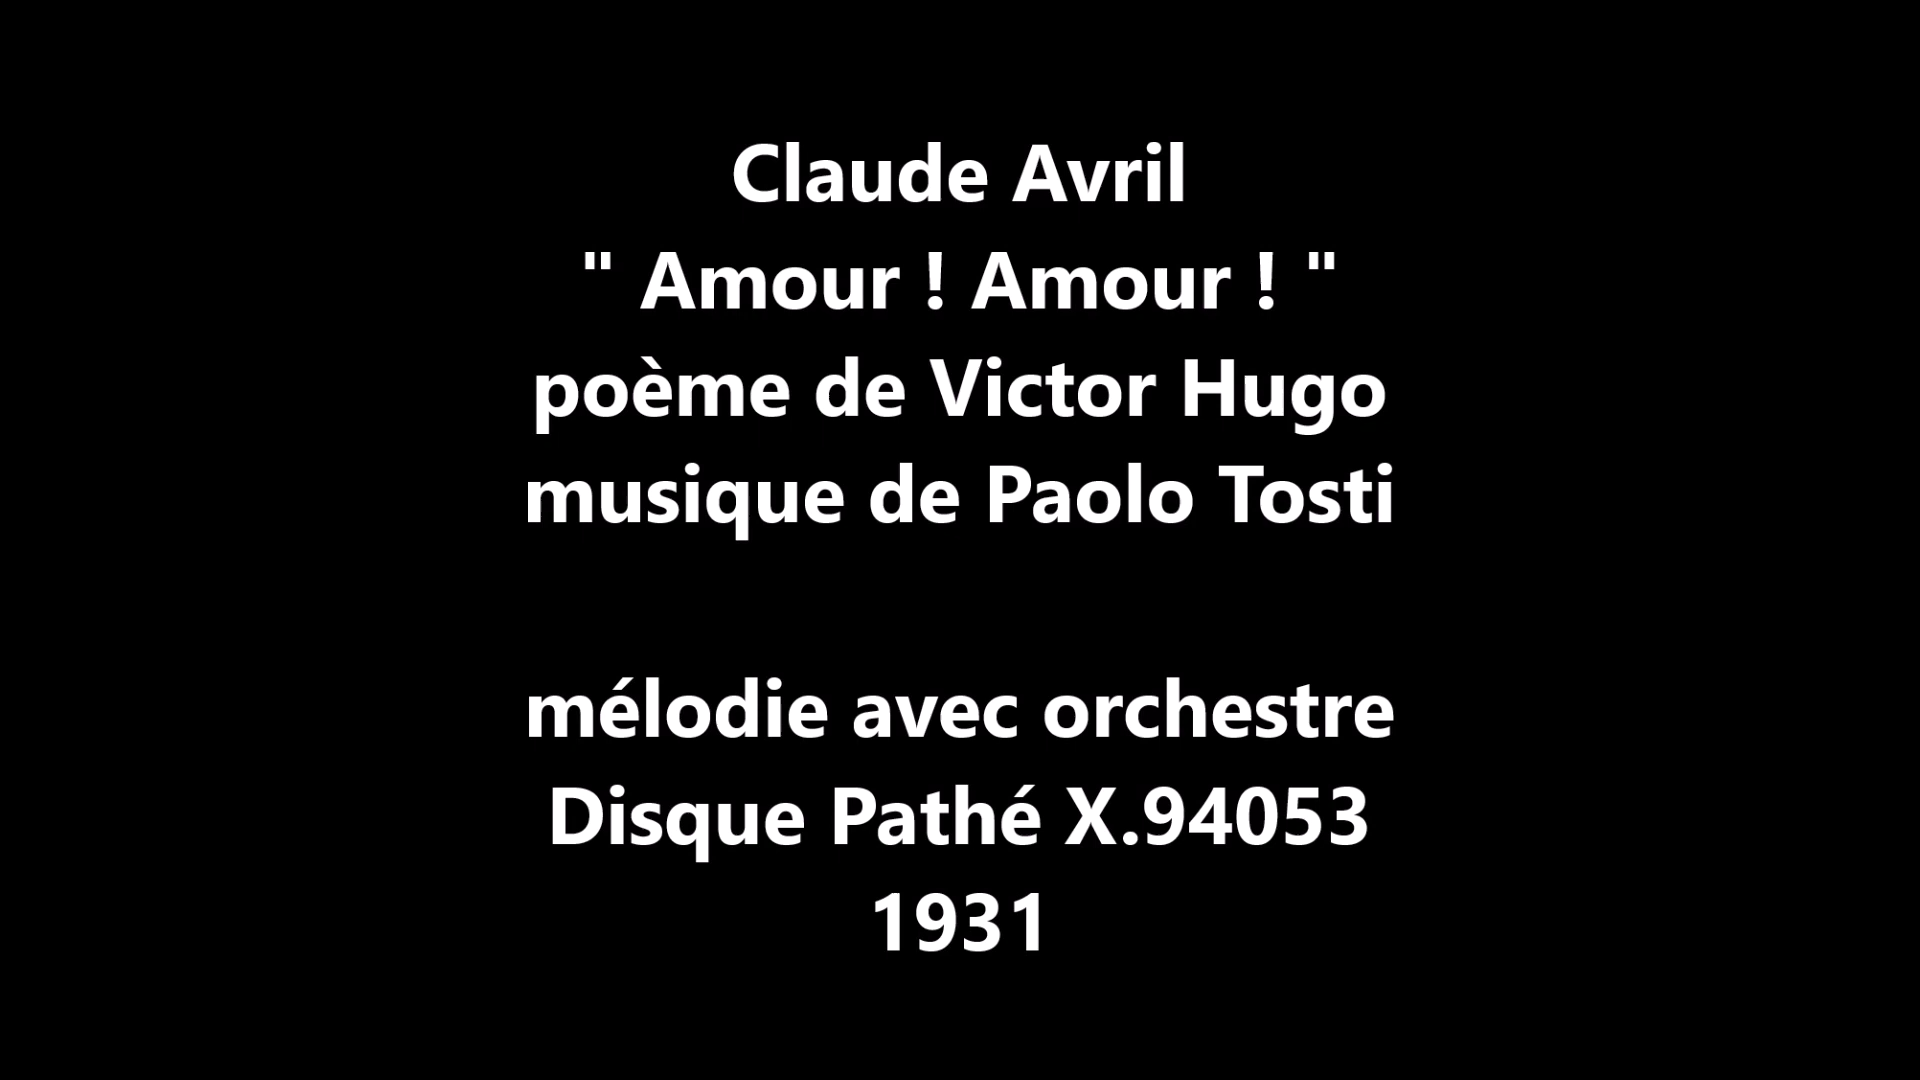 Claude Avril
" Amour ! Amour ! "
poème de Victor Hugo
musique de Paolo Tosti
mélodie avec orchestre
Disque Pathé X.94053
1931